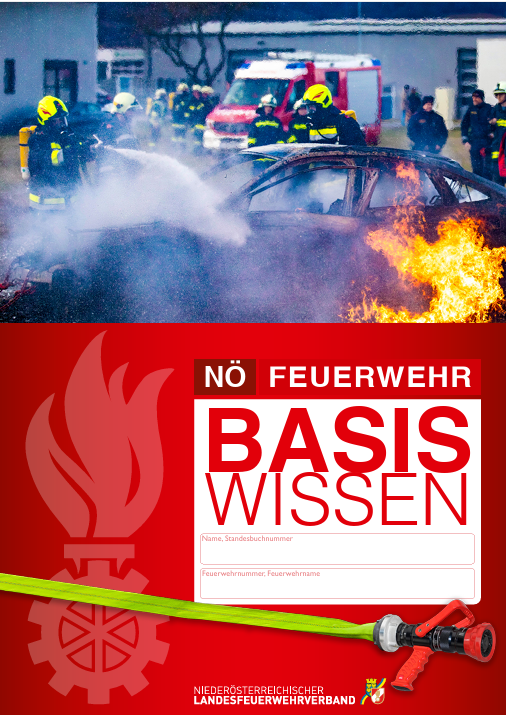 NÖ FEUERWEHR
BASIS
WISSEN
Name, Standesbuchnummer
Feuerwehrnummer, Feuerwehrname
NIEDERÖSTERREICHISCHER
LANDESFEUERWEHRVERBAND